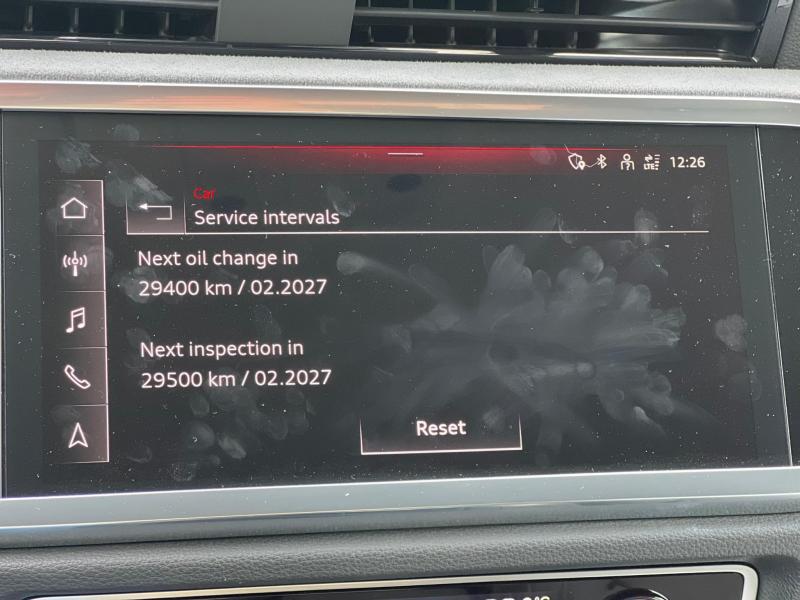 LTE 12:26
Car
Service intervals
Next oil change in
29400 km / 02.2027
Next inspection in
29500 km / 02.2027
Reset